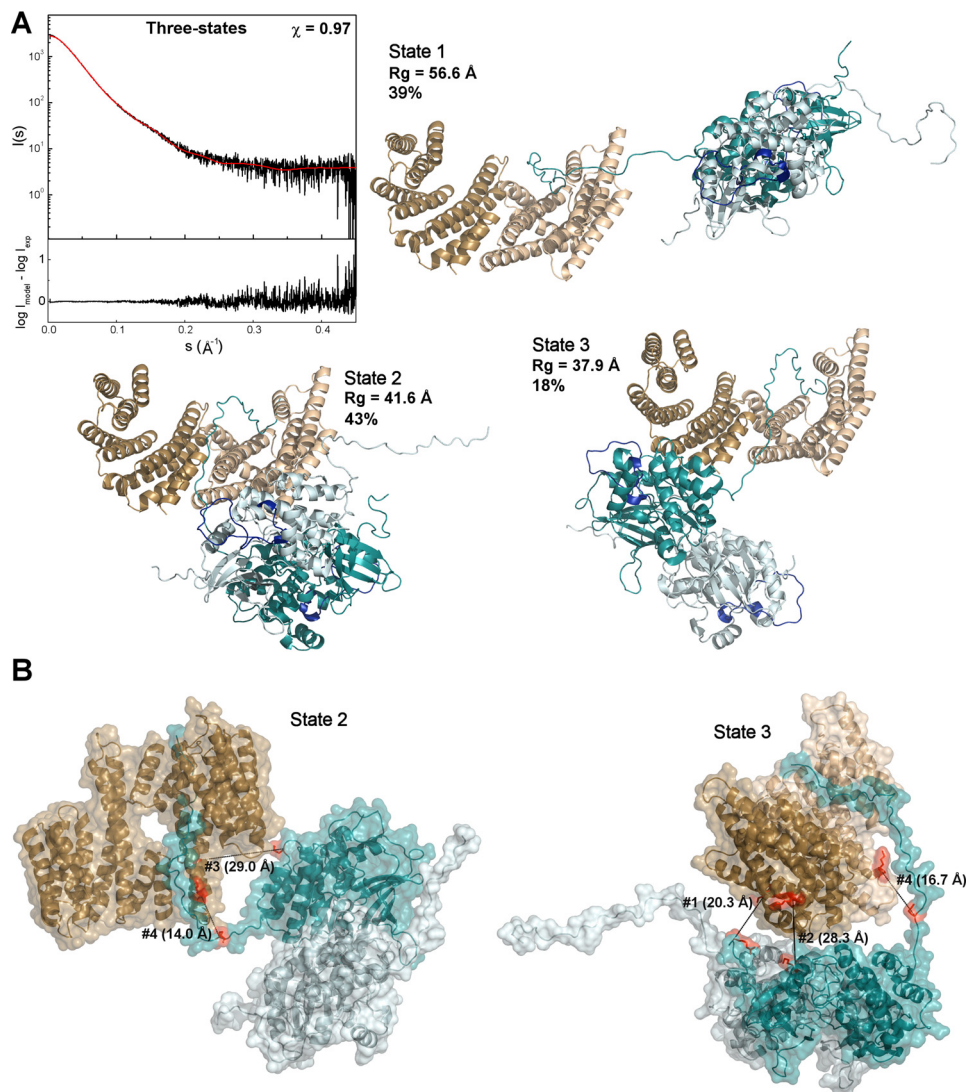 A
Three-states
χ = 0.97
10³
10²
10¹
10⁰
I(s)
1
0
log I_model - log I_exp
0.0 0.1 0.2 0.3 0.4
s (Å⁻¹)
State 1
Rg = 56.6 Å
39%
State 2
Rg = 41.6 Å
43%
State 3
Rg = 37.9 Å
18%
B
State 2
#3 (29.0 Å)
#4 (14.0 Å)
State 3
#4 (16.7 Å)
#1 (20.3 Å)
#2 (28.3 Å)